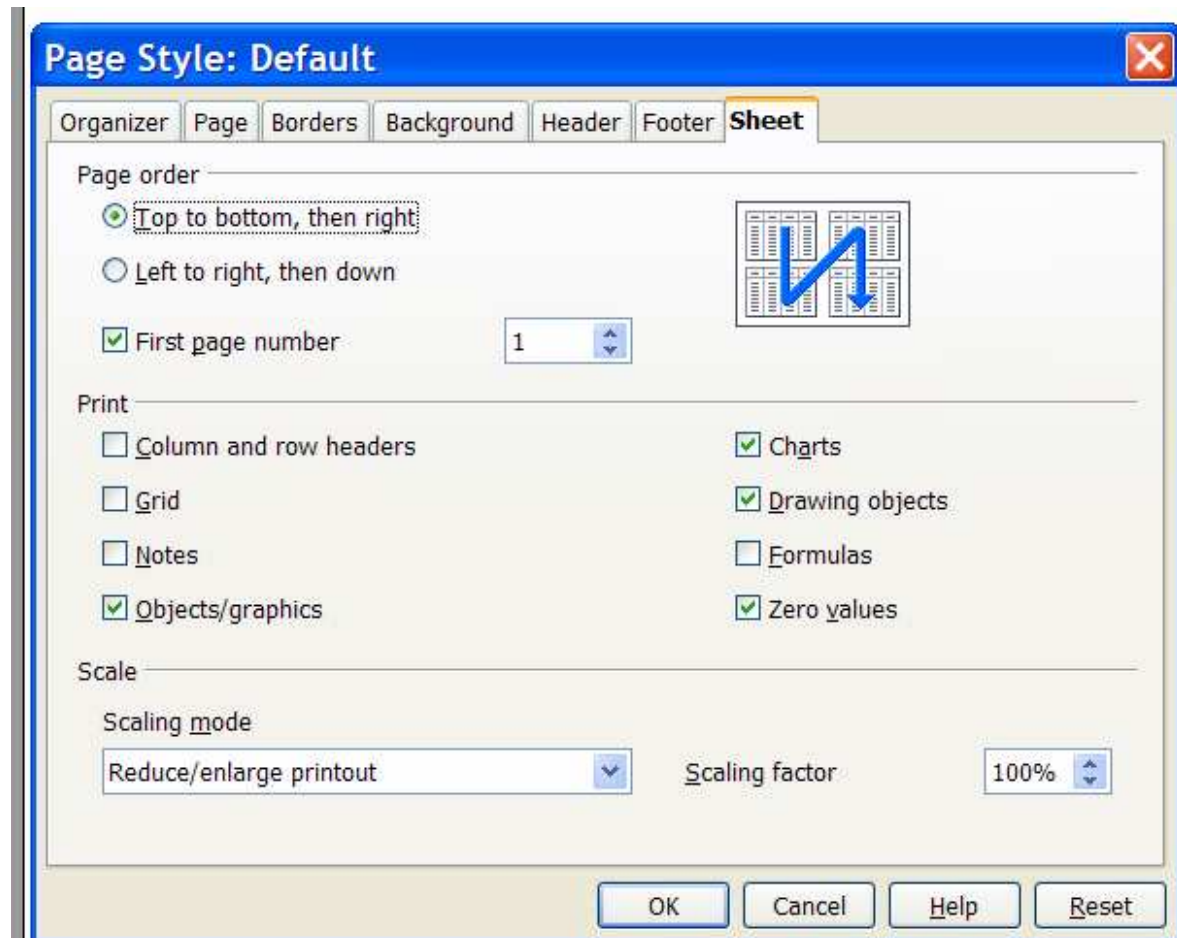 Page Style: Default
Organizer Page Borders Background Header Footer Sheet
Page order
Top to bottom, then right
Left to right, then down
First page number 1
Print
Column and row headers Charts
Grid Drawing objects
Notes Formulas
Objects/graphics Zero values
Scale
Scaling mode
Reduce/enlarge printout Scaling factor 100%
OK Cancel Help Reset